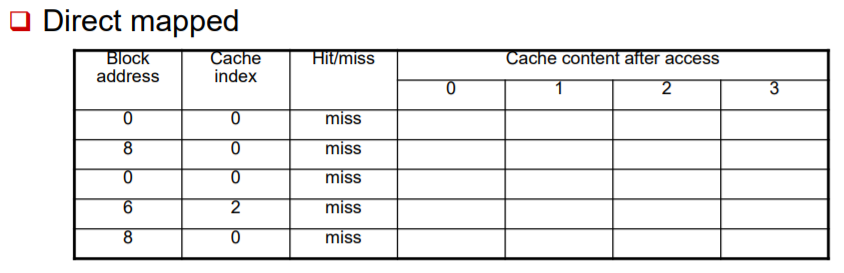 Direct mapped
Block address Cache index Hit/miss Cache content after access
0 1 2 3
0 0 miss
8 0 miss
0 0 miss
6 2 miss
8 0 miss